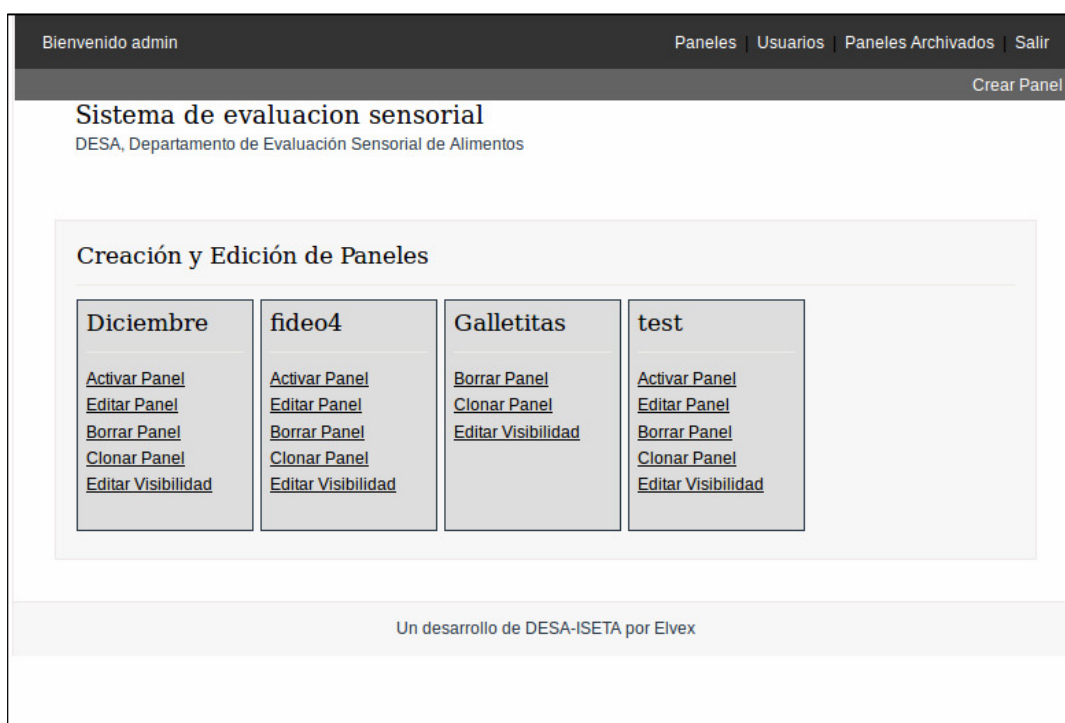 Bienvenido admin
Paneles | Usuarios | Paneles Archivados | Salir
Crear Panel
Sistema de evaluacion sensorial
DESA, Departamento de Evaluación Sensorial de Alimentos
Creación y Edición de Paneles
Diciembre
Activar Panel
Editar Panel
Borrar Panel
Clonar Panel
Editar Visibilidad
fideo4
Activar Panel
Editar Panel
Borrar Panel
Clonar Panel
Editar Visibilidad
Galletitas
Borrar Panel
Clonar Panel
Editar Visibilidad
test
Activar Panel
Editar Panel
Borrar Panel
Clonar Panel
Editar Visibilidad
Un desarrollo de DESA-ISETA por Elvex